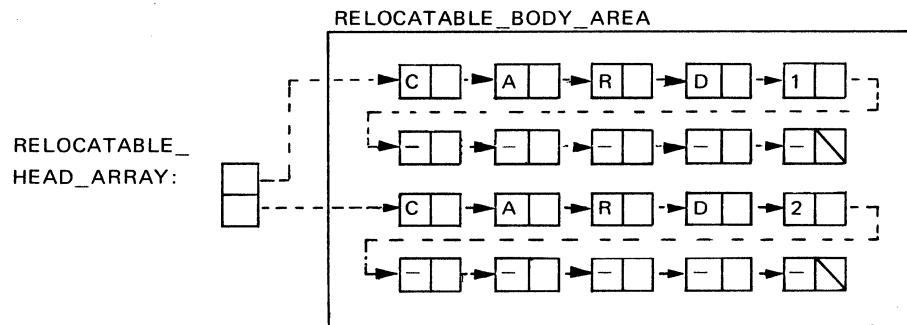 RELOCATABLE_BODY_AREA
C A R D 1
RELOCATABLE_
HEAD_ARRAY:
– – – – –
C A R D 2
– – – – –